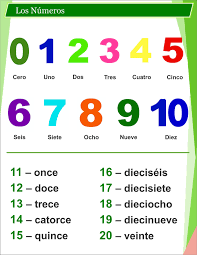 Los Números
0 1 2 3 4 5
Cero Uno Dos Tres Cuatro Cinco
6 7 8 9 10
Seis Siete Ocho Nueve Diez
11 – once 16 – dieciséis
12 – doce 17 – diecisiete
13 – trece 18 – dieciocho
14 – catorce 19 – diecinueve
15 – quince 20 – veinte